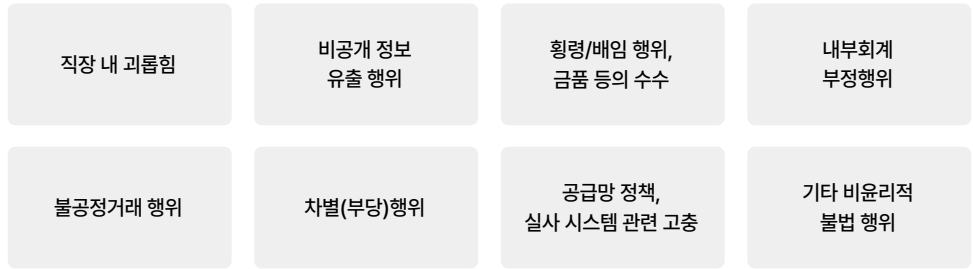 직장 내 괴롭힘
비공개 정보
유출 행위
횡령/배임 행위,
금품 등의 수수
내부회계
부정행위
불공정거래 행위
차별(부당)행위
공급망 정책,
실사 시스템 관련 고충
기타 비윤리적
불법 행위